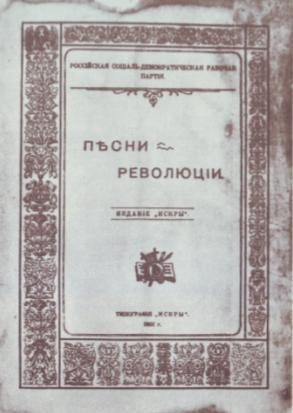 РОССІЙСКАЯ СОЦІАЛЬ-ДЕМОКРАТИЧЕСКАЯ РАБОЧАЯ
ПАРТІЯ.
ПѢСНИ
РЕВОЛЮЦІИ.
ИЗДАНІЕ „ИСКРЫ“.
ТИПОГРАФІЯ „ИСКРЫ“.
г.